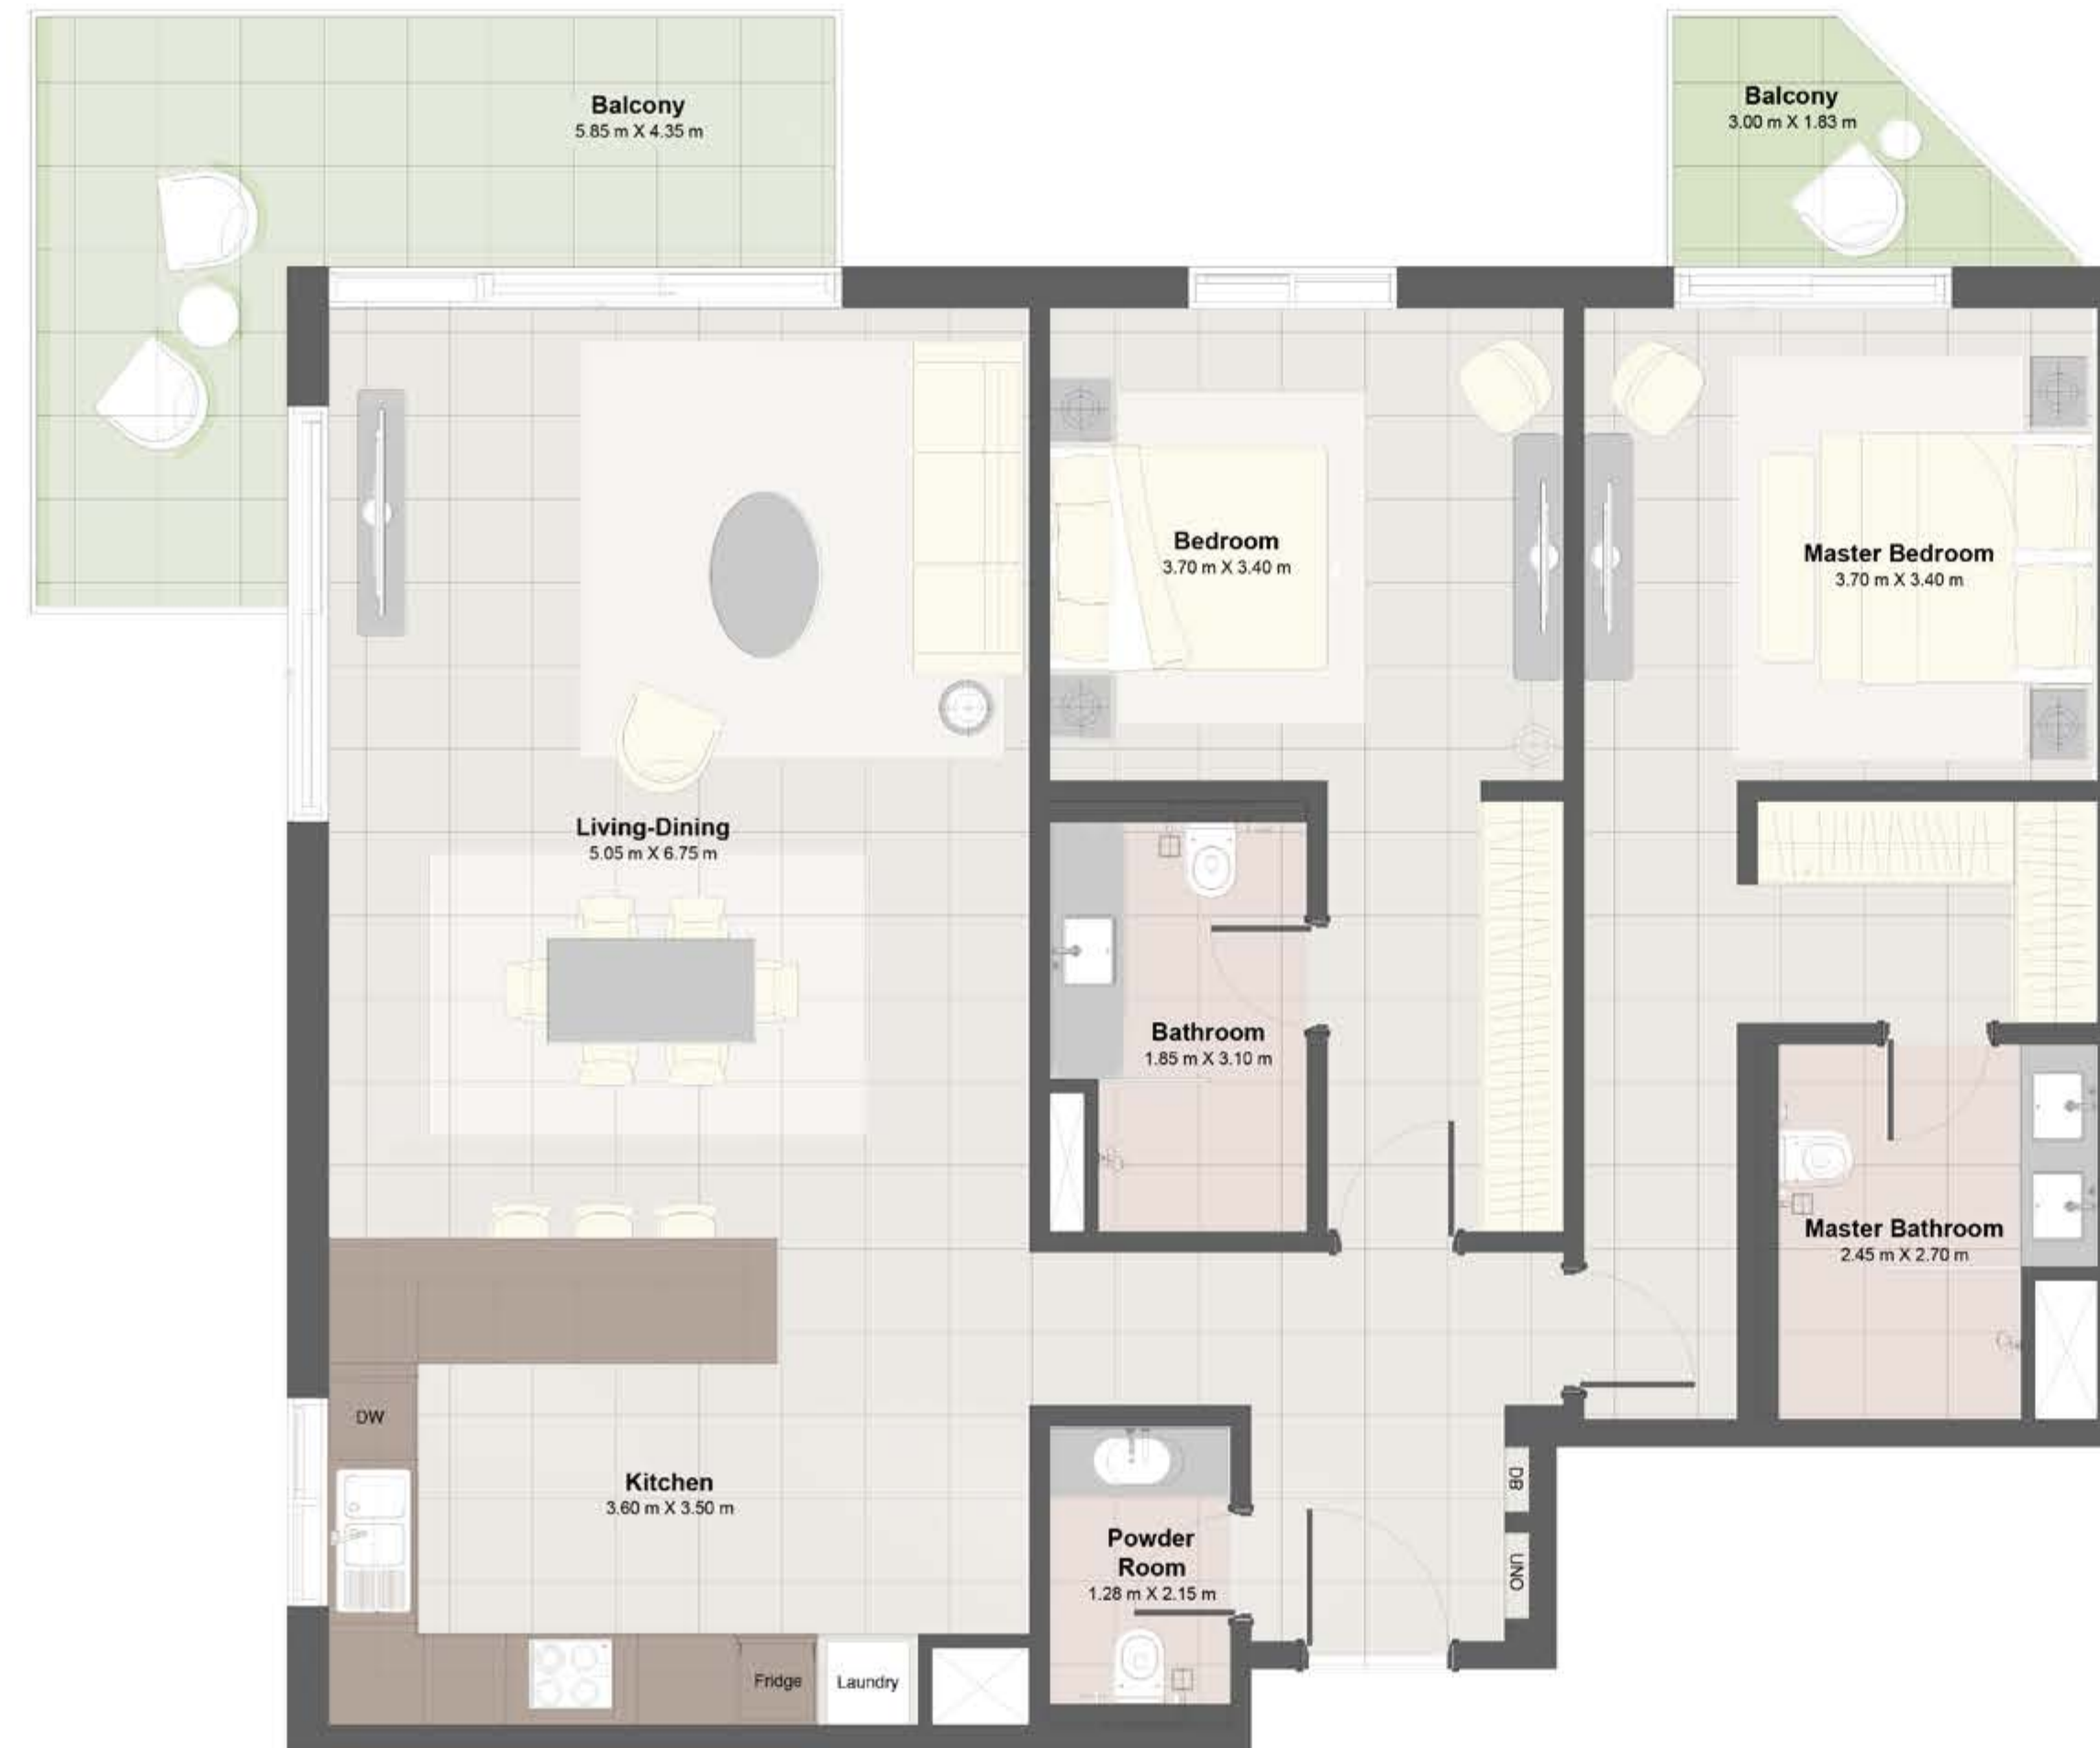 Balcony
5.85 m X 4.35 m
Balcony
3.00 m X 1.83 m
Bedroom
3.70 m X 3.40 m
Master Bedroom
3.70 m X 3.40 m
Living-Dining
5.05 m X 6.75 m
Bathroom
1.85 m X 3.10 m
Master Bathroom
2.45 m X 2.70 m
DW
Kitchen
3.60 m X 3.50 m
DB
UNO
Powder
Room
1.28 m X 2.15 m
Fridge
Laundry